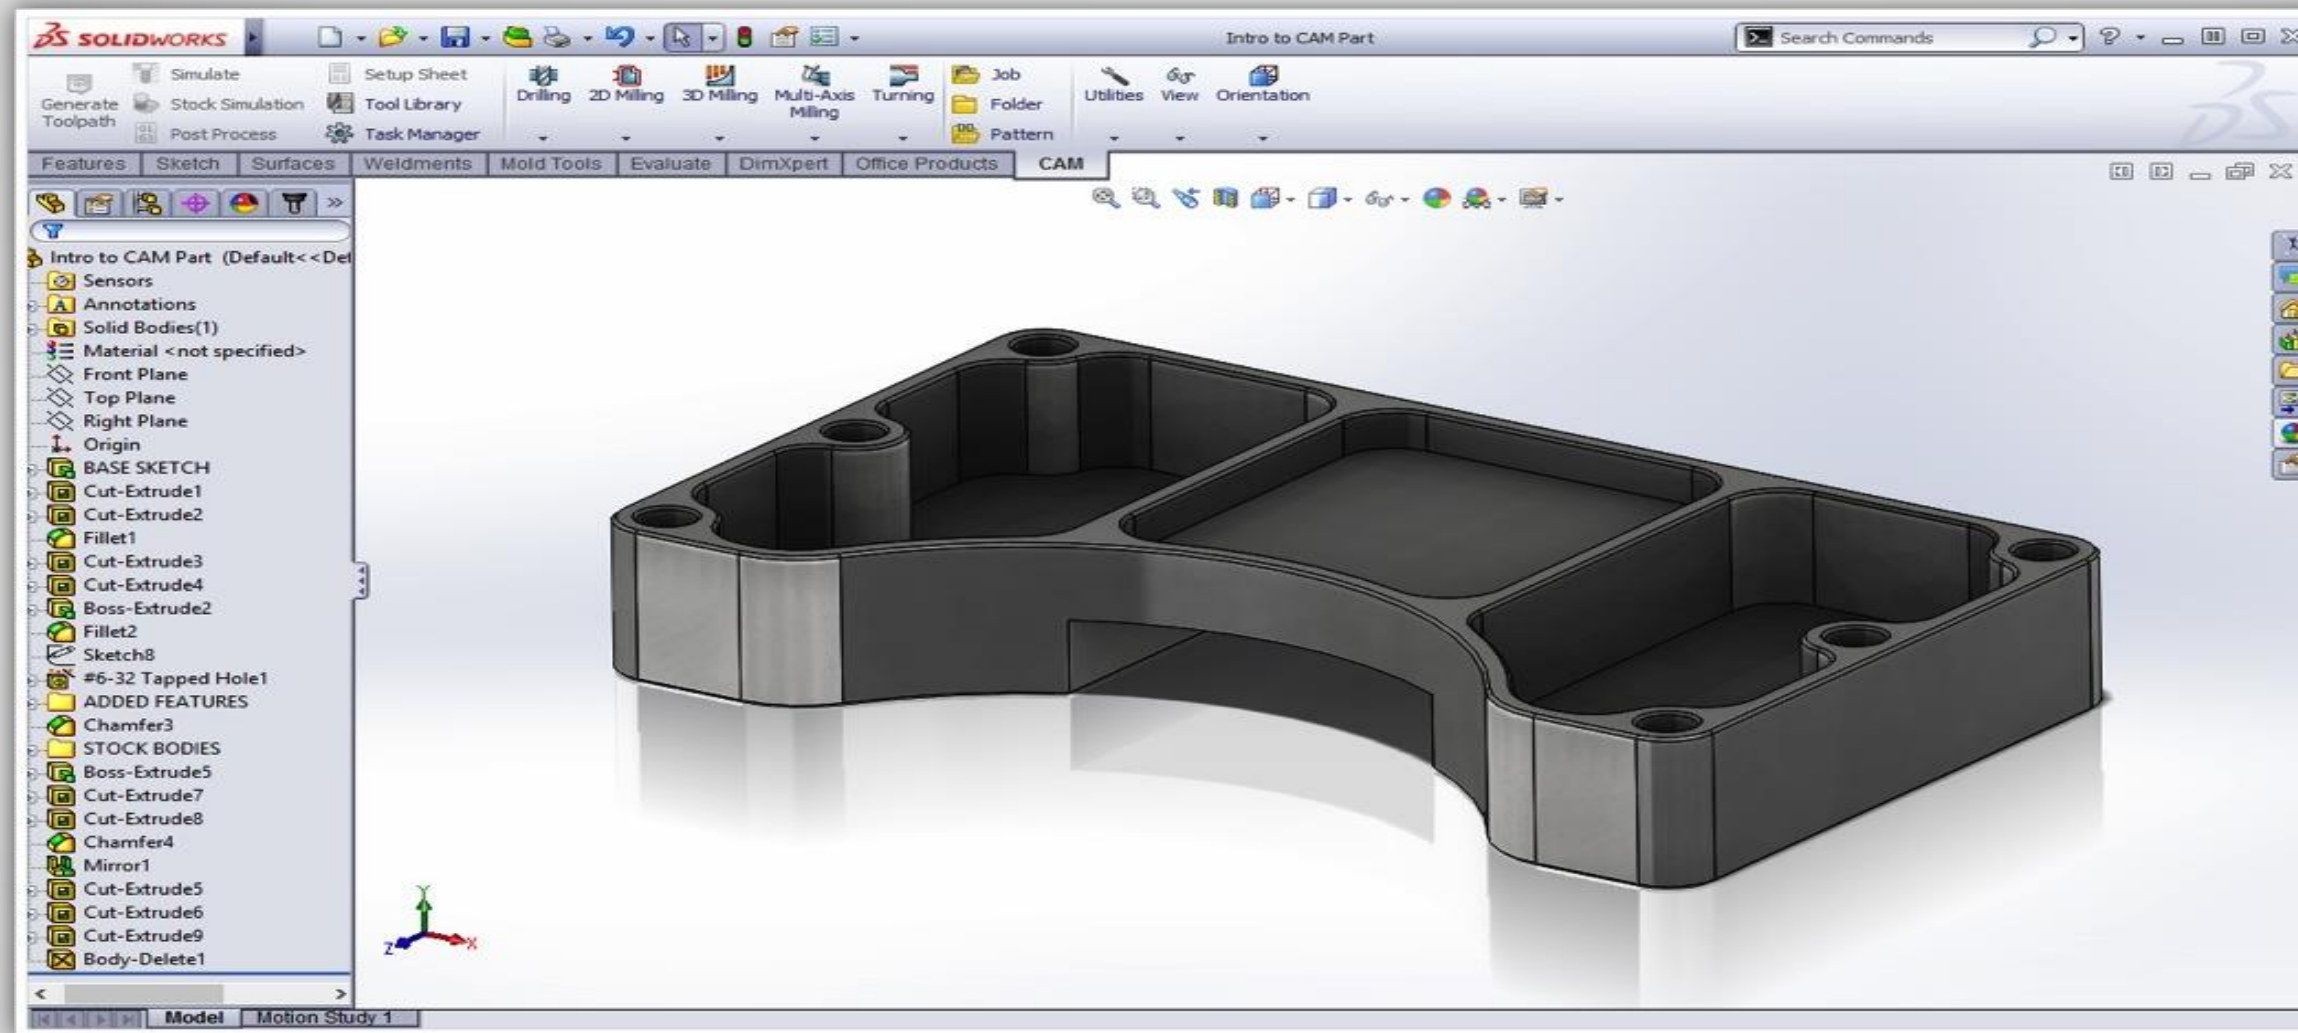 SOLIDWORKS
Intro to CAM Part
Search Commands
Generate Toolpath
Simulate
Stock Simulation
Post Process
Setup Sheet
Tool Library
Task Manager
Drilling
2D Milling
3D Milling
Multi-Axis Milling
Turning
Job
Folder
Pattern
Utilities
View
Orientation
Features
Sketch
Surfaces
Weldments
Mold Tools
Evaluate
DimXpert
Office Products
CAM
Intro to CAM Part (Default<<Def
Sensors
Annotations
Solid Bodies(1)
Material <not specified>
Front Plane
Top Plane
Right Plane
Origin
BASE SKETCH
Cut-Extrude1
Cut-Extrude2
Fillet1
Cut-Extrude3
Cut-Extrude4
Boss-Extrude2
Fillet2
Sketch8
#6-32 Tapped Hole1
ADDED FEATURES
Chamfer3
STOCK BODIES
Boss-Extrude5
Cut-Extrude7
Cut-Extrude8
Chamfer4
Mirror1
Cut-Extrude5
Cut-Extrude6
Cut-Extrude9
Body-Delete1
Y
Z
X
Model
Motion Study 1